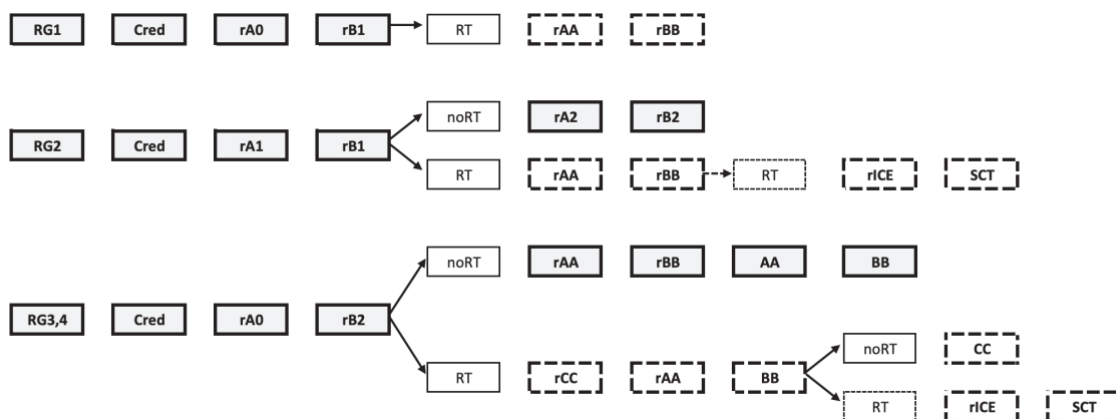 RG1 Cred rA0 rB1 RT rAA rBB
noRT rA2 rB2
RG2 Cred rA1 rB1
RT rAA rBB RT rICE SCT
noRT rAA rBB AA BB
RG3,4 Cred rA0 rB2
noRT CC
RT rCC rAA BB
RT rICE SCT